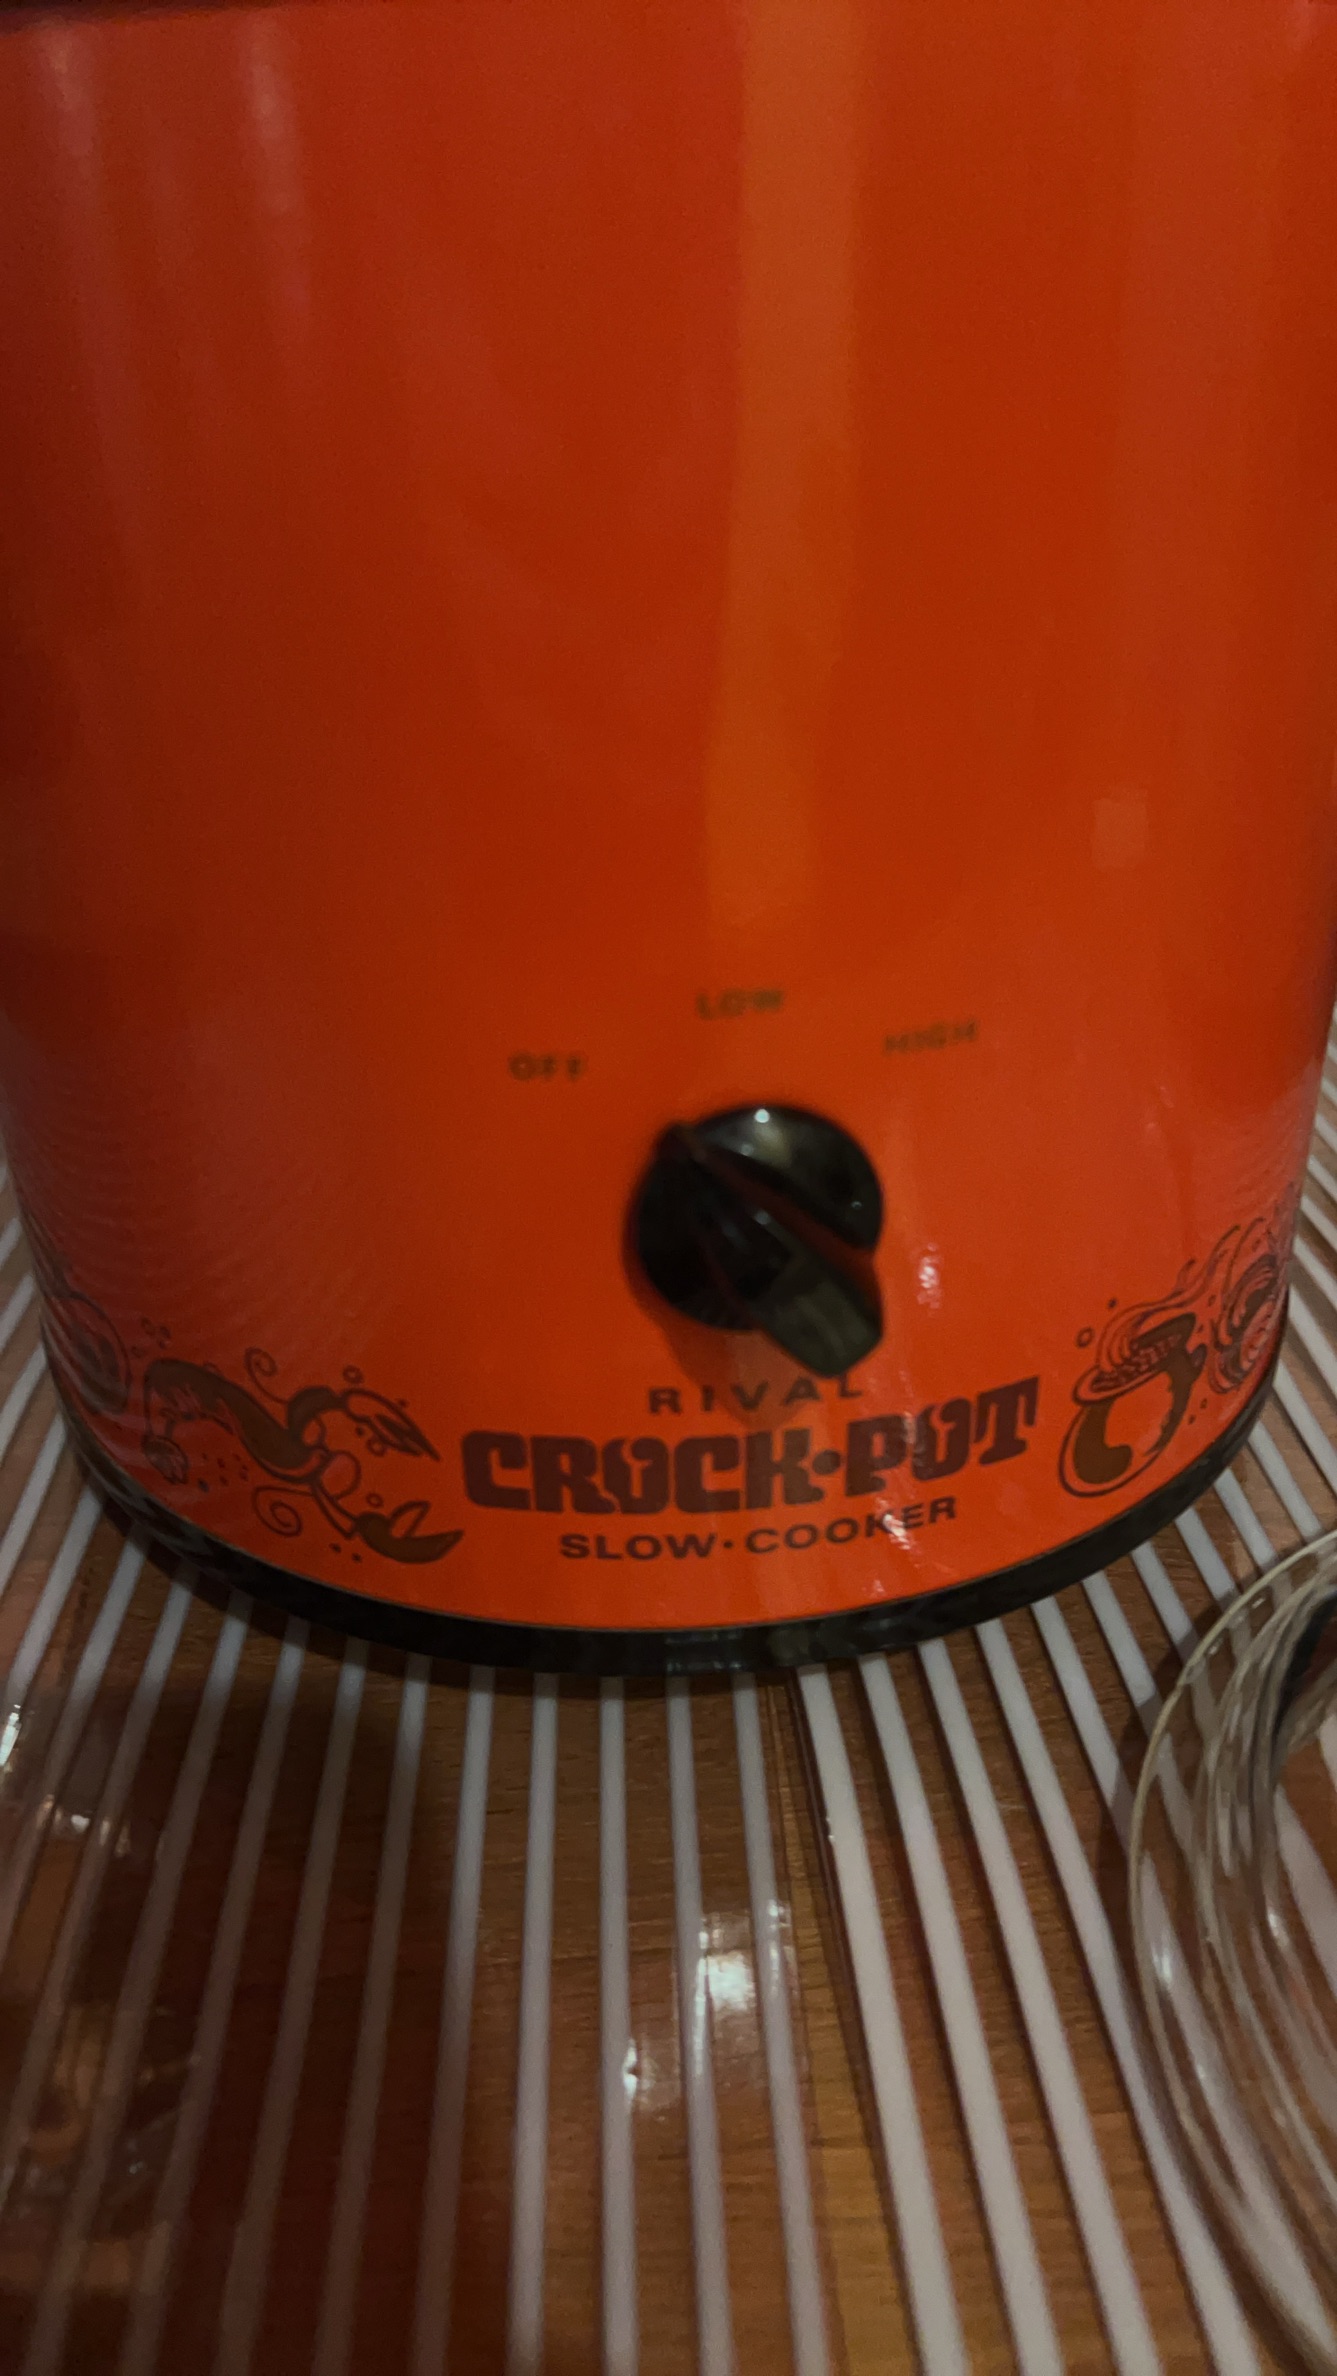 LOW
OFF HIGH
RIVAL
CROCK•POT
SLOW•COOKER